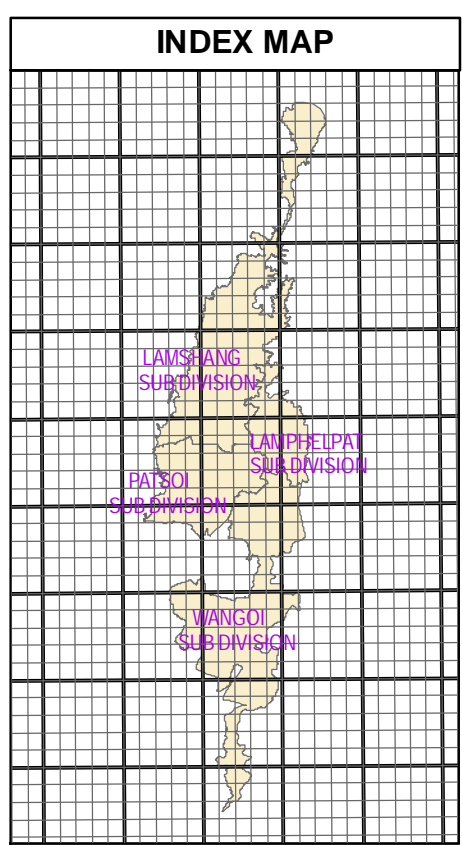 INDEX MAP
LAMSHANG
SUB DIVISION
LAMPHELPAT
SUB DIVISION
PATSOI
SUB DIVISION
WANGOI
SUB DIVISION